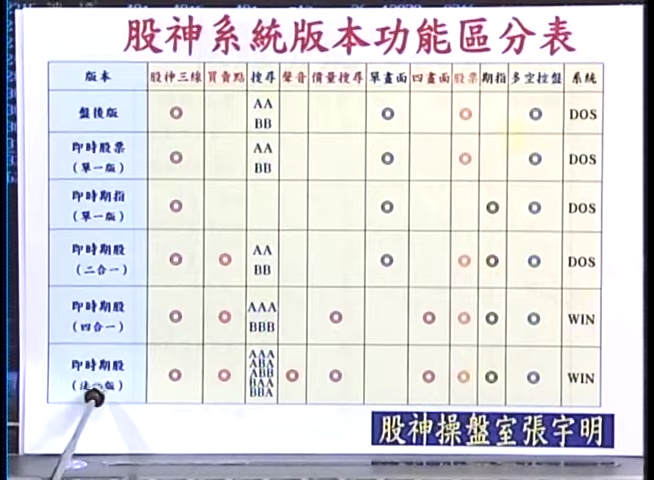 股神系統版本功能區分表
版本 股神三線 買賣點 搜尋 聲音 價量搜尋 單畫面 四畫面 股票 期指 多空控盤 系統
盤後版 ◎ AA BB ◎ ◎ ◎ DOS
即時股票 (單一版) ◎ AA BB ◎ ◎ ◎ DOS
即時期指 (單一版) ◎ ◎ ◎ ◎ DOS
即時期股 (二合一) ◎ ◎ AA BB ◎ ◎ ◎ ◎ DOS
即時期股 (四合一) ◎ ◎ AAA BBB ◎ ◎ ◎ ◎ ◎ WIN
即時期股 ◎ ◎ AAA ABA ABB BAA BBA ◎ ◎ ◎ ◎ ◎ ◎ WIN
股神操盤室張宇明